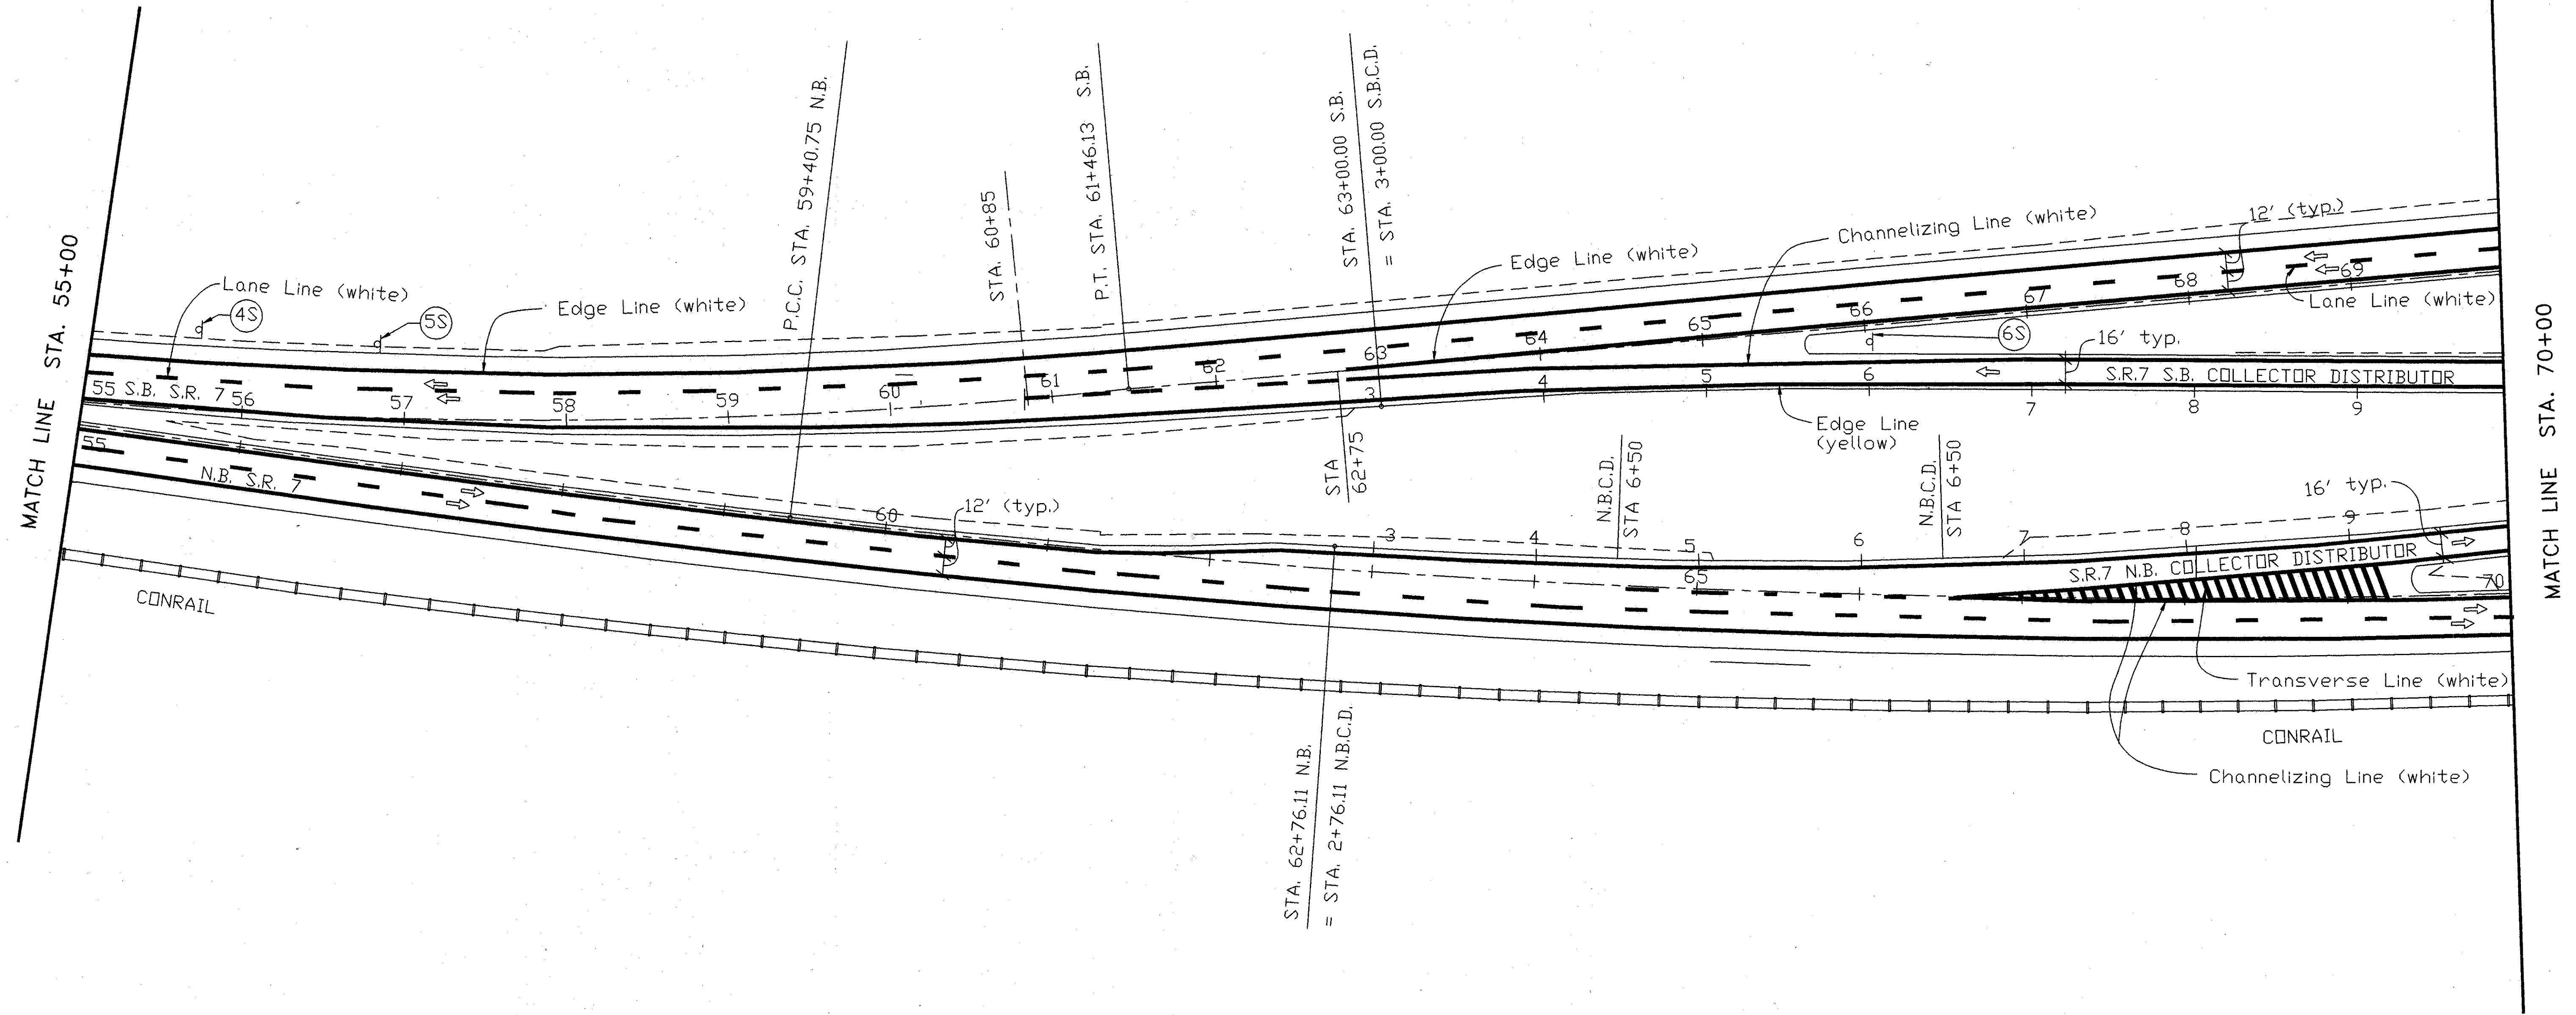 MATCH LINE STA. 55+00
P.C.C. STA. 59+40.75 N.B.
STA. 60+85
P.T. STA. 61+46.13 S.B.
STA. 63+00.00 S.B.
= STA. 3+00.00 S.B.C.D.
MATCH LINE STA. 70+00
12' (typ.)
Channelizing Line (white)
Edge Line (white)
Lane Line (white)
4S
5S
Edge Line (white)
Lane Line (white)
6S
16' typ.
69
68
67
66
65
64
63
62
61
60
59
58
57
56
55 S.B. S.R. 7
3
4
5
6
7
8
9
S.R.7 S.B. COLLECTOR DISTRIBUTOR
Edge Line
(yellow)
STA
62+75
N.B.C.D.
STA 6+50
N.B.C.D.
STA 6+50
16' typ.
55
N.B. S.R. 7
60
12' (typ.)
3
4
5
6
7
8
9
65
70
S.R.7 N.B. COLLECTOR DISTRIBUTOR
Transverse Line (white)
CONRAIL
CONRAIL
Channelizing Line (white)
STA. 62+76.11 N.B.
= STA. 2+76.11 N.B.C.D.